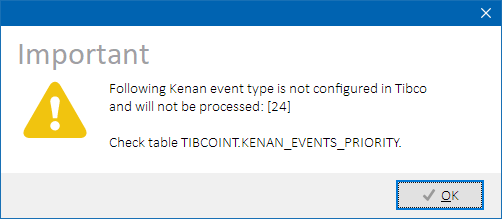 Important
Following Kenan event type is not configured in Tibco
and will not be processed: [24]
Check table TIBCOINT.KENAN_EVENTS_PRIORITY.
OK